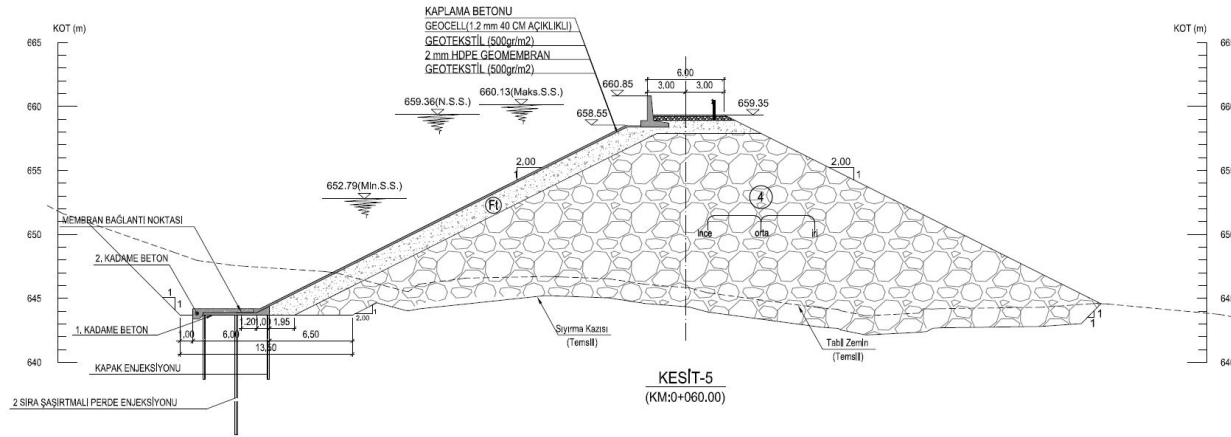 KOT (m)
665
660
655
650
645
640
KAPLAMA BETONU
GEOCELL(1.2 mm 40 CM AÇIKLIKLI)
GEOTEKSTİL (500gr/m2)
2 mm HDPE GEOMEMBRAN
GEOTEKSTİL (500gr/m2)
659.36(N.S.S.)
660.13(Maks.S.S.)
652.79(Min.S.S.)
660.85
658.55
6.00
3,00
3,00
659.35
2,00
1
2,00
1
Ft
4
ince
orta
iri
MEMBRAN BAĞLANTI NOKTASI
2. KADAME BETON
1
1
1. KADAME BETON
1,00
6,00
1,20
1,00
1,95
6,50
13,50
2,00
1
KAPAK ENJEKSİYONU
2 SIRA ŞAŞIRTMALI PERDE ENJEKSİYONU
Sıyırma Kazısı
(Temsili)
Tabii Zemin
(Temsili)
1
1
KESİT-5
(KM:0+060.00)
KOT (m)